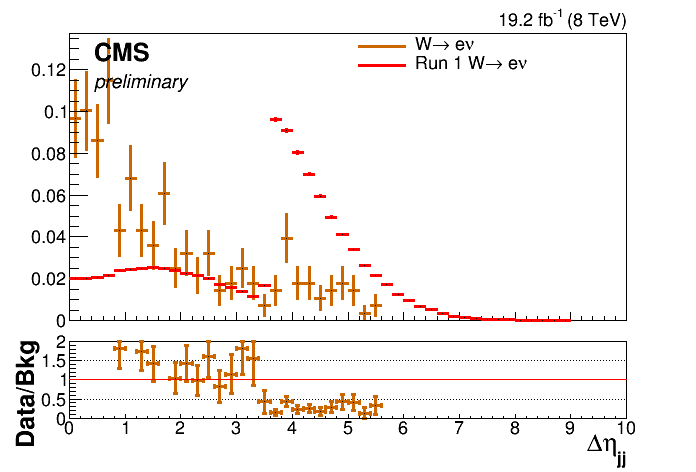 19.2 fb⁻¹ (8 TeV)
CMS
preliminary
W→ eν
Run 1 W→ eν
0.12
0.1
0.08
0.06
0.04
0.02
0
Data/Bkg
2
1.5
1
0.5
0
0 1 2 3 4 5 6 7 8 9 10
Δη_jj